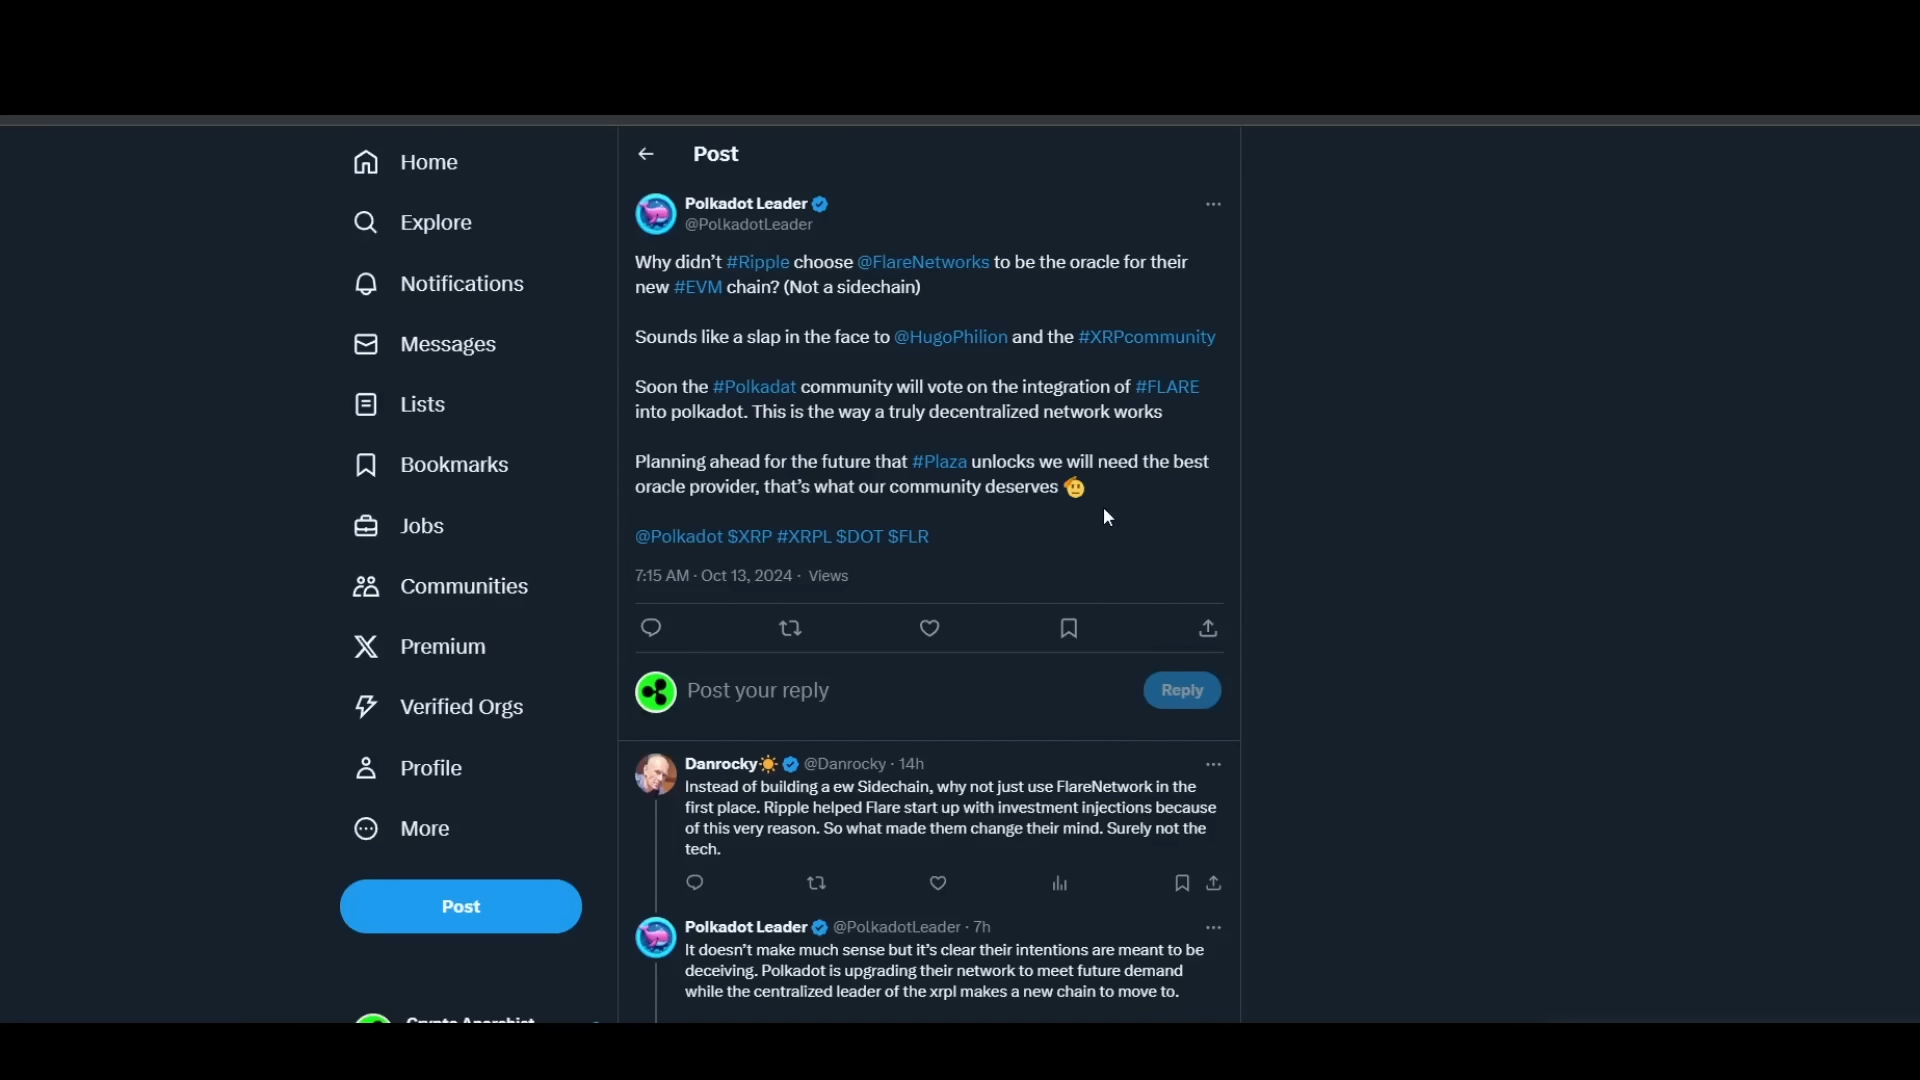 Home
Explore
Notifications
Messages
Lists
Bookmarks
Jobs
Communities
Premium
Verified Orgs
Profile
More
Post
Post
Polkadot Leader
@PolkadotLeader
Why didn't #Ripple choose @FlareNetworks to be the oracle for their
new #EVM chain? (Not a sidechain)
Sounds like a slap in the face to @HugoPhilion and the #XRPcommunity
Soon the #Polkadat community will vote on the integration of #FLARE
into polkadot. This is the way a truly decentralized network works
Planning ahead for the future that #Plaza unlocks we will need the best
oracle provider, that's what our community deserves 🫡
@Polkadot $XRP #XRPL $DOT $FLR
7:15 AM · Oct 13, 2024 · Views
Post your reply
Reply
Danrocky☀️ @Danrocky · 14h
Instead of building a ew Sidechain, why not just use FlareNetwork in the
first place. Ripple helped Flare start up with investment injections because
of this very reason. So what made them change their mind. Surely not the
tech.
Polkadot Leader @PolkadotLeader · 7h
It doesn't make much sense but it's clear their intentions are meant to be
deceiving. Polkadot is upgrading their network to meet future demand
while the centralized leader of the xrpl makes a new chain to move to.